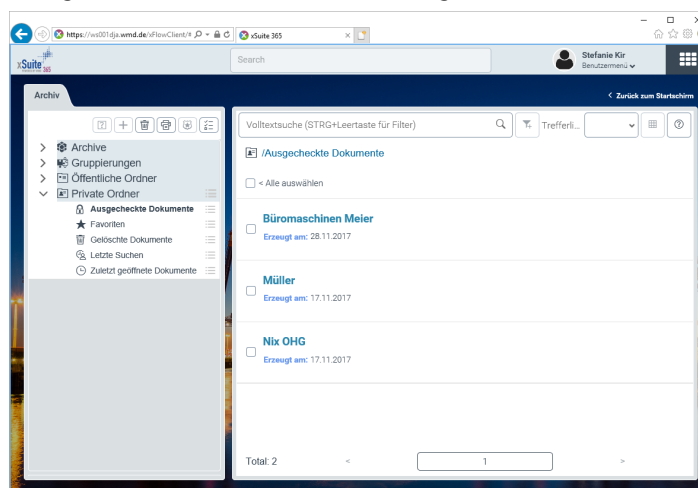 https://ws001dja.wmd.de/xFlowClient/#
xSuite 365
xSuite 365
Search
Stefanie Kir
Benutzermenü
Archiv
< Zurück zum Startschirm
Volltextsuche (STRG+Leertaste für Filter)
Trefferli...
Archive
Gruppierungen
Öffentliche Ordner
Private Ordner
Ausgecheckte Dokumente
Favoriten
Gelöschte Dokumente
Letzte Suchen
Zuletzt geöffnete Dokumente
/Ausgecheckte Dokumente
< Alle auswählen
Büromaschinen Meier
Erzeugt am: 28.11.2017
Müller
Erzeugt am: 17.11.2017
Nix OHG
Erzeugt am: 17.11.2017
Total: 2
<
1
>